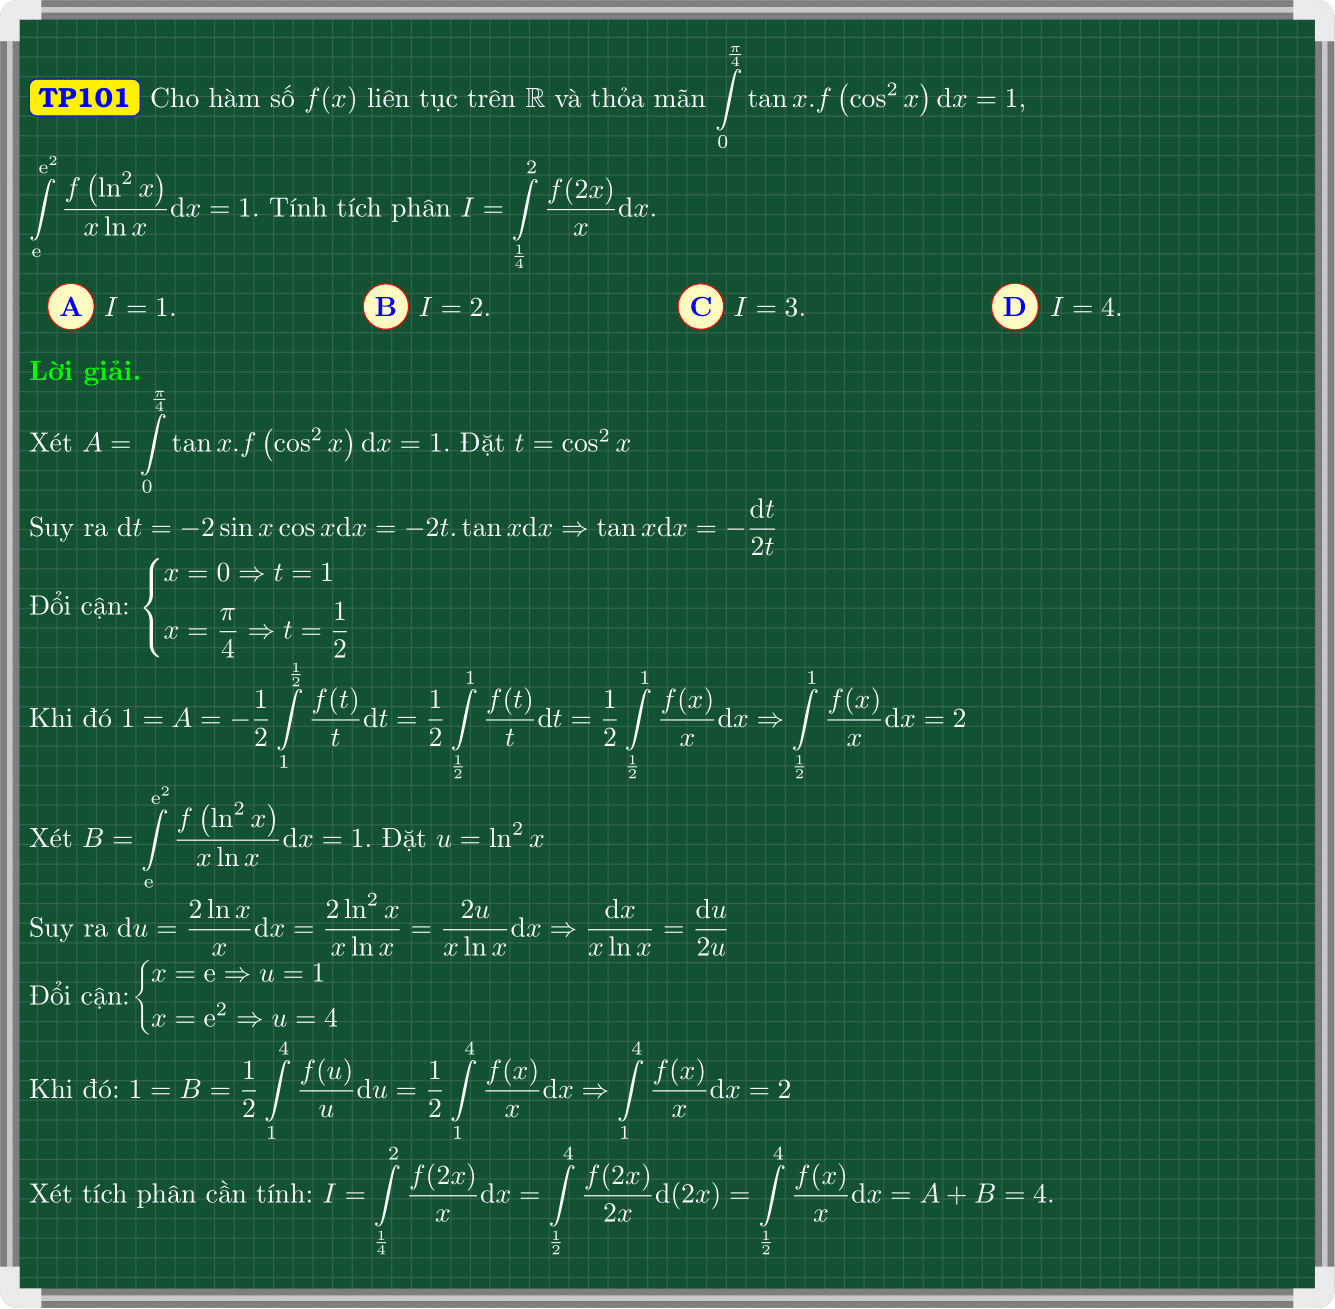 TP101 Cho hàm số $f(x)$ liên tục trên $\mathbb{R}$ và thỏa mãn $\int\limits_{0}^{\frac{\pi}{4}} \tan x.f\left(\cos^2 x\right)\mathrm{d}x = 1$,
$\int\limits_{\mathrm{e}}^{\mathrm{e}^2} \frac{f\left(\ln^2 x\right)}{x\ln x}\mathrm{d}x = 1$. Tính tích phân $I = \int\limits_{\frac{1}{4}}^{2} \frac{f(2x)}{x}\mathrm{d}x$.
A $I = 1$. B $I = 2$. C $I = 3$. D $I = 4$.
Lời giải.
Xét $A = \int\limits_{0}^{\frac{\pi}{4}} \tan x.f\left(\cos^2 x\right)\mathrm{d}x = 1$. Đặt $t = \cos^2 x$
Suy ra $\mathrm{d}t = -2\sin x\cos x\mathrm{d}x = -2t.\tan x\mathrm{d}x \Rightarrow \tan x\mathrm{d}x = -\frac{\mathrm{d}t}{2t}$
Đổi cận: $\begin{cases} x = 0 \Rightarrow t = 1 \\ x = \frac{\pi}{4} \Rightarrow t = \frac{1}{2} \end{cases}$
Khi đó $1 = A = -\frac{1}{2}\int\limits_{1}^{\frac{1}{2}} \frac{f(t)}{t}\mathrm{d}t = \frac{1}{2}\int\limits_{\frac{1}{2}}^{1} \frac{f(t)}{t}\mathrm{d}t = \frac{1}{2}\int\limits_{\frac{1}{2}}^{1} \frac{f(x)}{x}\mathrm{d}x \Rightarrow \int\limits_{\frac{1}{2}}^{1} \frac{f(x)}{x}\mathrm{d}x = 2$
Xét $B = \int\limits_{\mathrm{e}}^{\mathrm{e}^2} \frac{f\left(\ln^2 x\right)}{x\ln x}\mathrm{d}x = 1$. Đặt $u = \ln^2 x$
Suy ra $\mathrm{d}u = \frac{2\ln x}{x}\mathrm{d}x = \frac{2\ln^2 x}{x\ln x} = \frac{2u}{x\ln x}\mathrm{d}x \Rightarrow \frac{\mathrm{d}x}{x\ln x} = \frac{\mathrm{d}u}{2u}$
Đổi cận: $\begin{cases} x = \mathrm{e} \Rightarrow u = 1 \\ x = \mathrm{e}^2 \Rightarrow u = 4 \end{cases}$
Khi đó: $1 = B = \frac{1}{2}\int\limits_{1}^{4} \frac{f(u)}{u}\mathrm{d}u = \frac{1}{2}\int\limits_{1}^{4} \frac{f(x)}{x}\mathrm{d}x \Rightarrow \int\limits_{1}^{4} \frac{f(x)}{x}\mathrm{d}x = 2$
Xét tích phân cần tính: $I = \int\limits_{\frac{1}{4}}^{2} \frac{f(2x)}{x}\mathrm{d}x = \int\limits_{\frac{1}{2}}^{4} \frac{f(2x)}{2x}\mathrm{d}(2x) = \int\limits_{\frac{1}{2}}^{4} \frac{f(x)}{x}\mathrm{d}x = A + B = 4$.